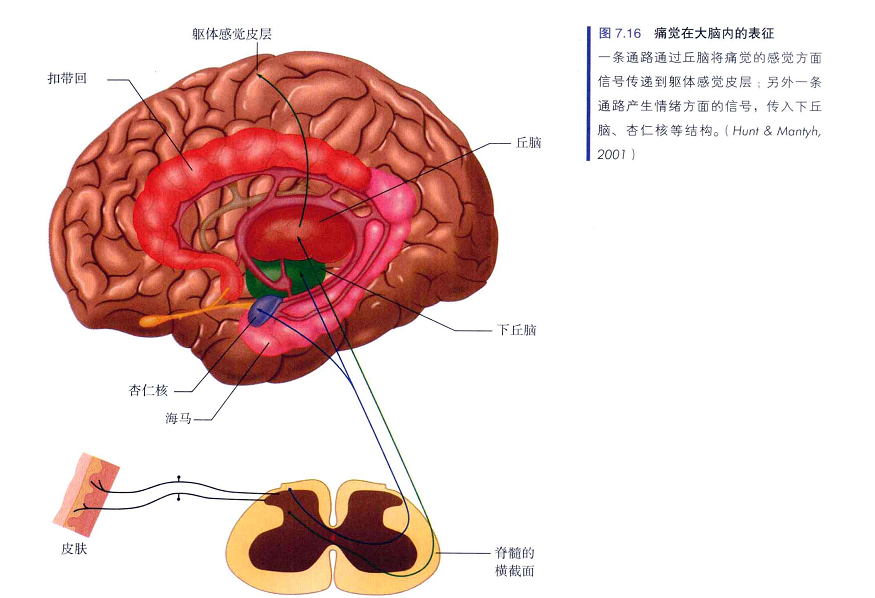 躯体感觉皮层
扣带回
丘脑
下丘脑
杏仁核
海马
皮肤
脊髓的
横截面
图 7.16 痛觉在大脑内的表征
一条通路通过丘脑将痛觉的感觉方面
信号传递到躯体感觉皮层；另外一条
通路产生情绪方面的信号，传入下丘
脑、杏仁核等结构。( Hunt & Mantyh,
2001 )